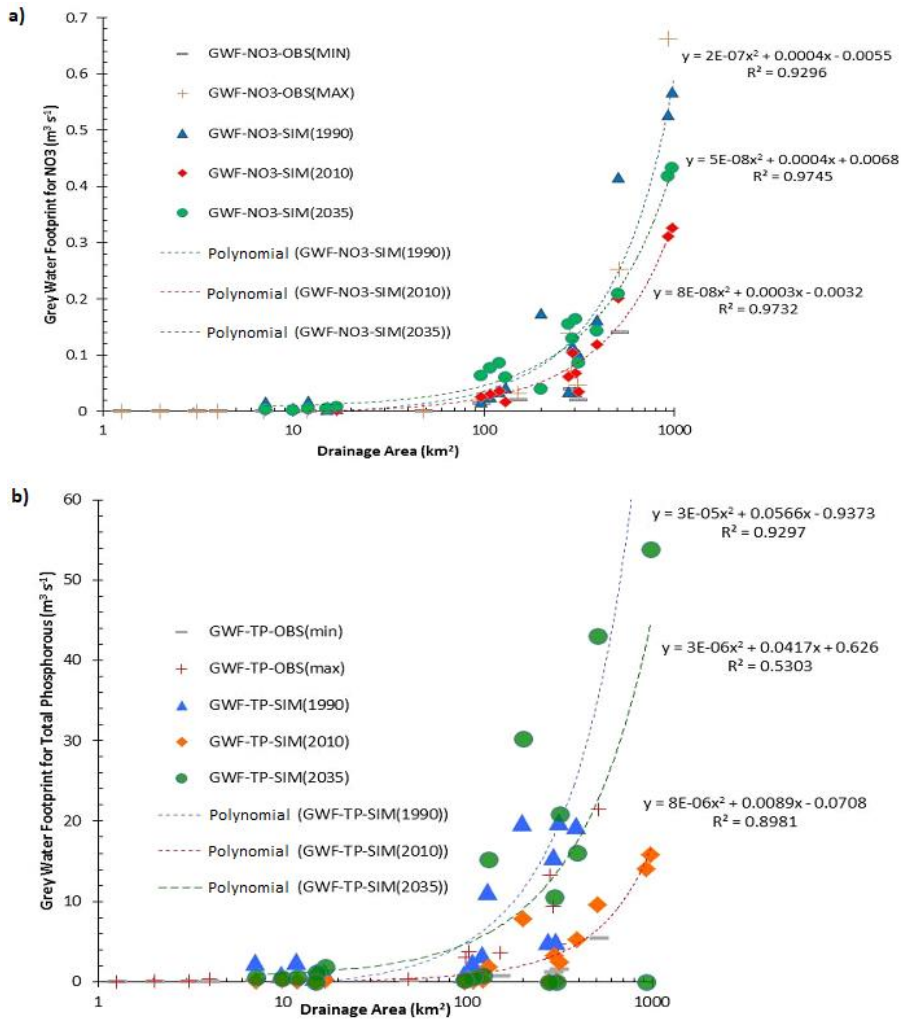 a)
Grey Water Footprint for NO3 (m³ s⁻¹)
0.7
0.6
0.5
0.4
0.3
0.2
0.1
0
GWF-NO3-OBS(MIN)
GWF-NO3-OBS(MAX)
GWF-NO3-SIM(1990)
GWF-NO3-SIM(2010)
GWF-NO3-SIM(2035)
Polynomial (GWF-NO3-SIM(1990))
Polynomial (GWF-NO3-SIM(2010))
Polynomial (GWF-NO3-SIM(2035))
y = 2E-07x² + 0.0004x - 0.0055
R² = 0.9296
y = 5E-08x² + 0.0004x + 0.0068
R² = 0.9745
y = 8E-08x² + 0.0003x - 0.0032
R² = 0.9732
1 10 100 1000
Drainage Area (km²)
b)
Grey Water Footprint for Total Phosphorous (m³ s⁻¹)
60
50
40
30
20
10
0
GWF-TP-OBS(min)
GWF-TP-OBS(max)
GWF-TP-SIM(1990)
GWF-TP-SIM(2010)
GWF-TP-SIM(2035)
Polynomial (GWF-TP-SIM(1990))
Polynomial (GWF-TP-SIM(2010))
Polynomial (GWF-TP-SIM(2035))
y = 3E-05x² + 0.0566x - 0.9373
R² = 0.9297
y = 3E-06x² + 0.0417x + 0.626
R² = 0.5303
y = 8E-06x² + 0.0089x - 0.0708
R² = 0.8981
1 10 100 1000
Drainage Area (km²)